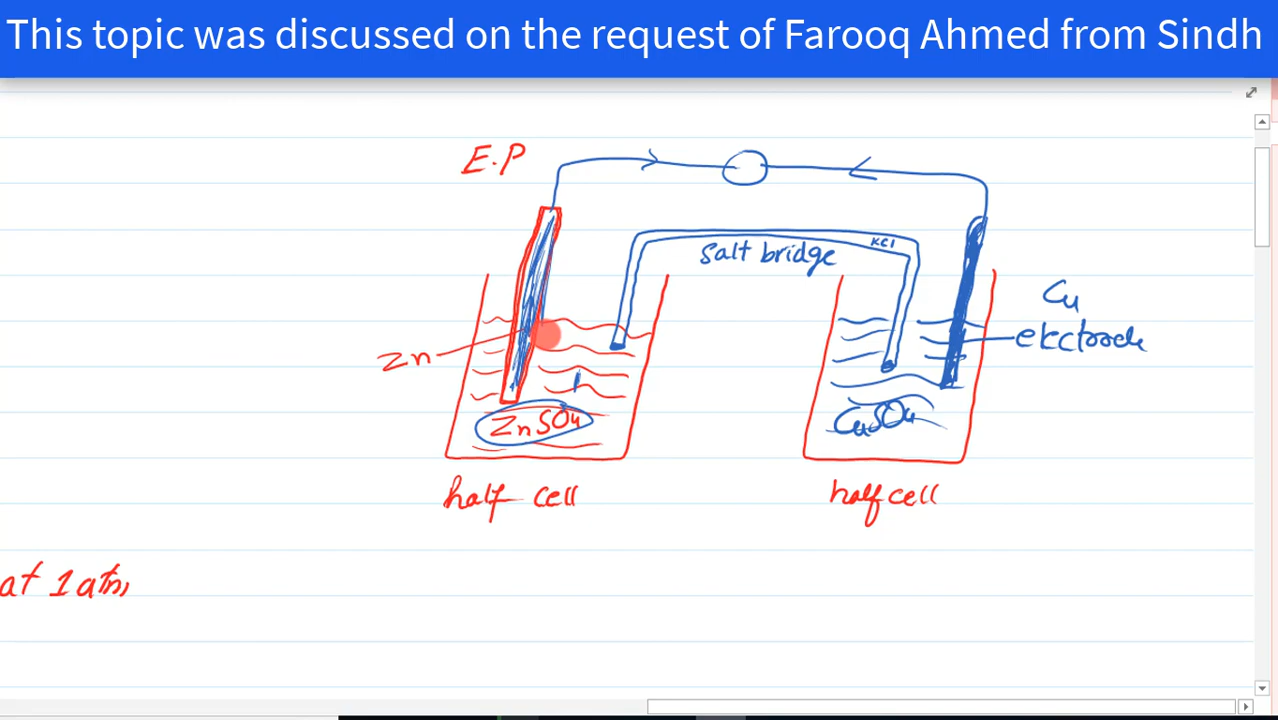 This topic was discussed on the request of Farooq Ahmed from Sindh
E.P
KCl
Salt bridge
Cu
electrode
Zn
ZnSO4
CuSO4
half cell
half cell
at 1 atm,